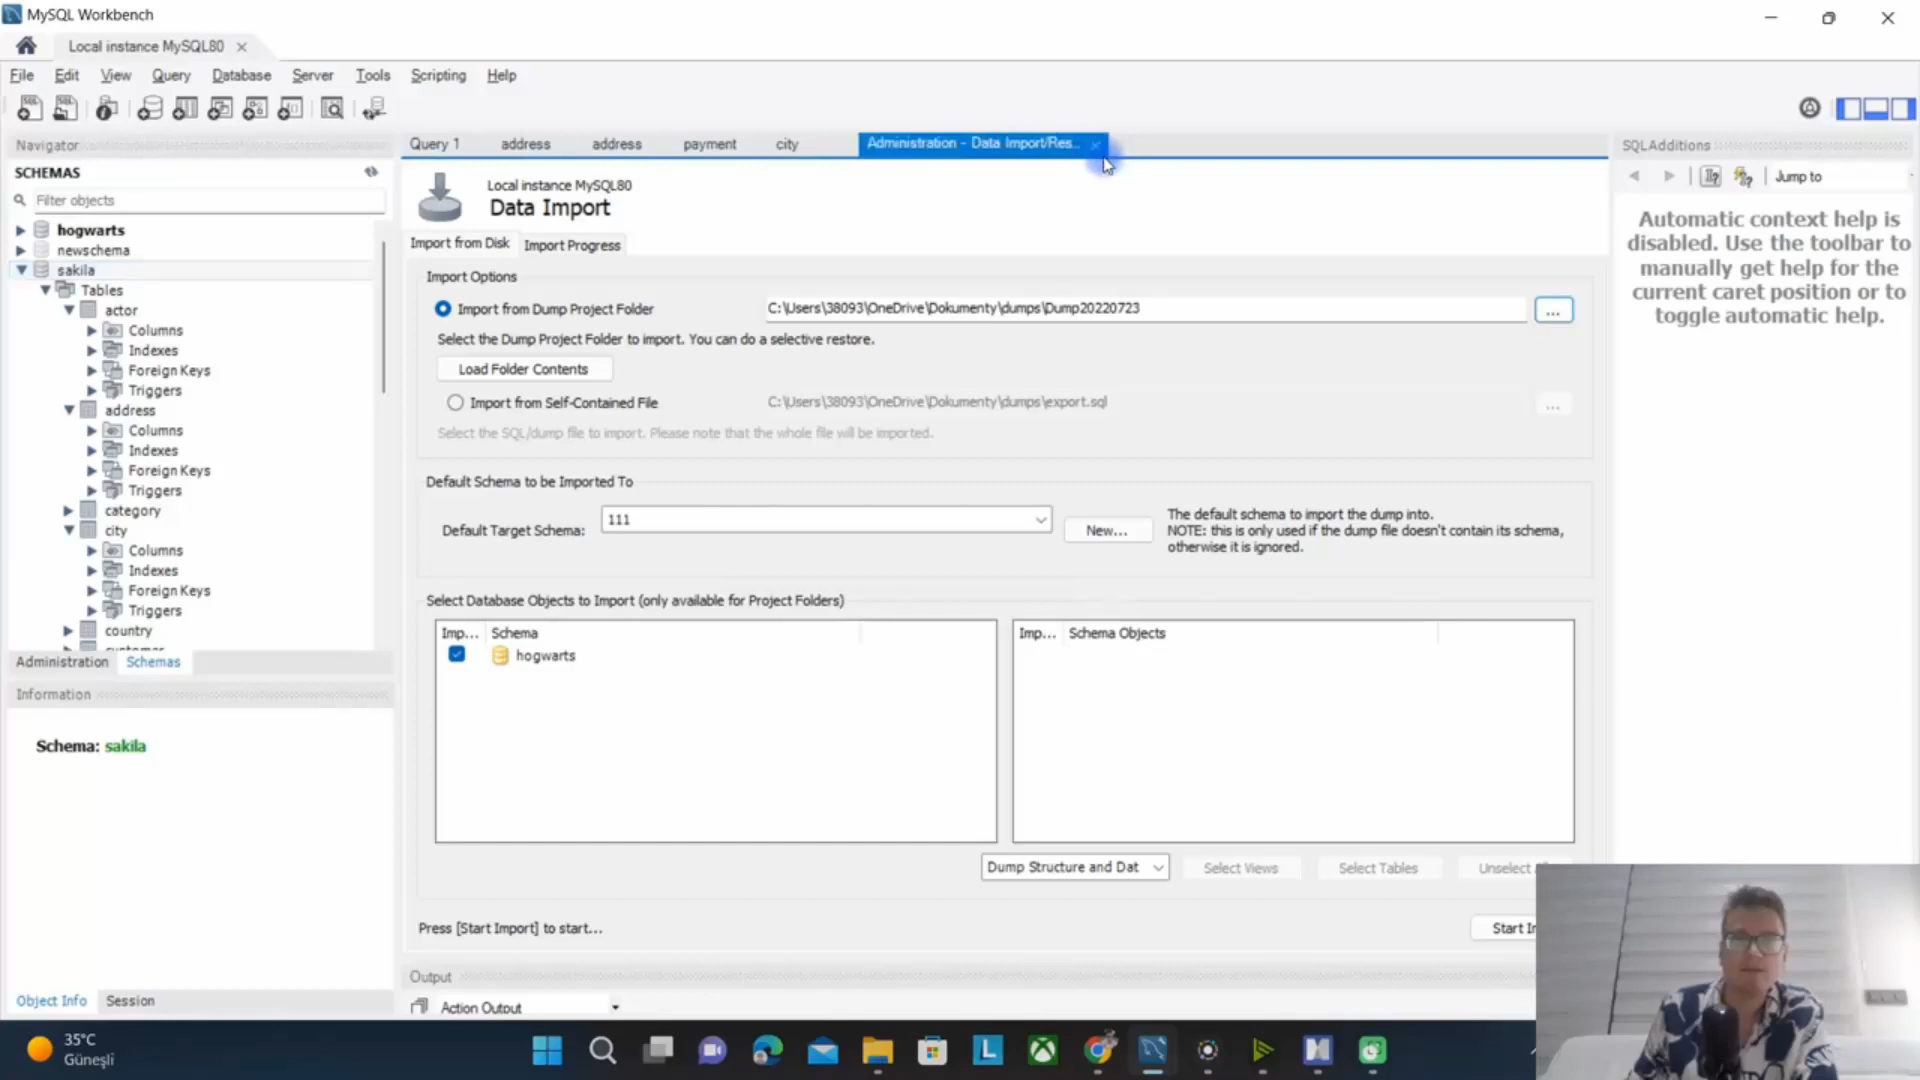 MySQL Workbench
Local instance MySQL80
File Edit View Query Database Server Tools Scripting Help
Navigator
SCHEMAS
Filter objects
hogwarts
newschema
sakila
Tables
actor
Columns
Indexes
Foreign Keys
Triggers
address
Columns
Indexes
Foreign Keys
Triggers
category
city
Columns
Indexes
Foreign Keys
Triggers
country
Administration Schemas
Information
Schema: sakila
Object Info Session
Query 1 address address payment city Administration - Data Import/Res...
Local instance MySQL80
Data Import
Import from Disk Import Progress
Import Options
Import from Dump Project Folder C:\Users\38093\OneDrive\Dokumenty\dumps\Dump20220723 ...
Select the Dump Project Folder to import. You can do a selective restore.
Load Folder Contents
Import from Self-Contained File C:\Users\38093\OneDrive\Dokumenty\dumps\export.sql ...
Select the SQL/dump file to import. Please note that the whole file will be imported.
Default Schema to be Imported To
Default Target Schema: 111 New...
The default schema to import the dump into.
NOTE: this is only used if the dump file doesn't contain its schema,
otherwise it is ignored.
Select Database Objects to Import (only available for Project Folders)
Imp... Schema
hogwarts
Imp... Schema Objects
Dump Structure and Dat Select Views Select Tables Unselect
Press [Start Import] to start...
Start
Output
Action Output
SQLAdditions
Jump to
Automatic context help is
disabled. Use the toolbar to
manually get help for the
current caret position or to
toggle automatic help.
35°C
Güneşli